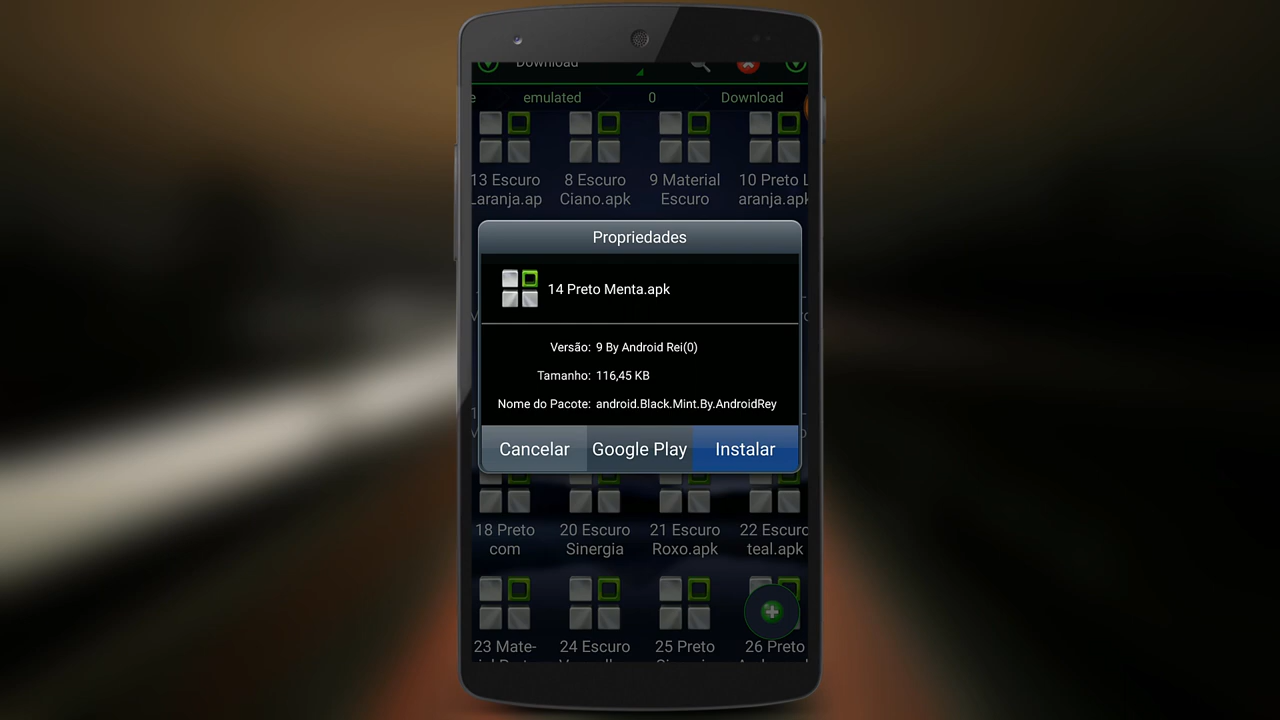 Download
e emulated 0 Download
13 Escuro 8 Escuro 9 Material 10 Preto L
Laranja.ap Ciano.apk Escuro aranja.apk
Propriedades
14 Preto Menta.apk
Versão: 9 By Android Rei(0)
Tamanho: 116,45 KB
Nome do Pacote: android.Black.Mint.By.AndroidRey
Cancelar Google Play Instalar
18 Preto 20 Escuro 21 Escuro 22 Escuro
com Sinergia Roxo.apk teal.apk
23 Mate- 24 Escuro 25 Preto 26 Preto